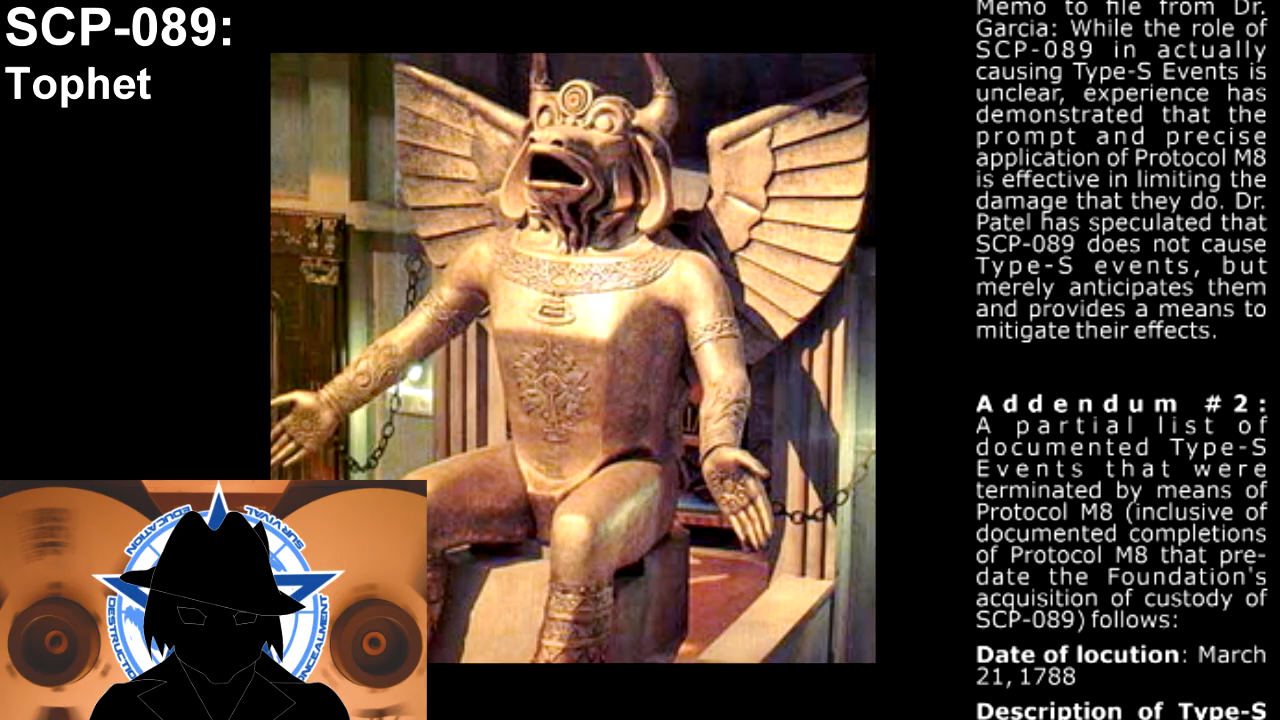 SCP-089:
Tophet
Memo to file from Dr.
Garcia: While the role of
SCP-089 in actually
causing Type-S Events is
unclear, experience has
demonstrated that the
prompt and precise
application of Protocol M8
is effective in limiting the
damage that they do. Dr.
Patel has speculated that
SCP-089 does not cause
Type-S events, but
merely anticipates them
and provides a means to
mitigate their effects.
Addendum #2:
A partial list of
documented Type-S
Events that were
terminated by means of
Protocol M8 (inclusive of
documented completions
of Protocol M8 that pre-
date the Foundation's
acquisition of custody of
SCP-089) follows:
Date of locution: March
21, 1788
Description of Type-S
EDUCATION
SURVIVAL